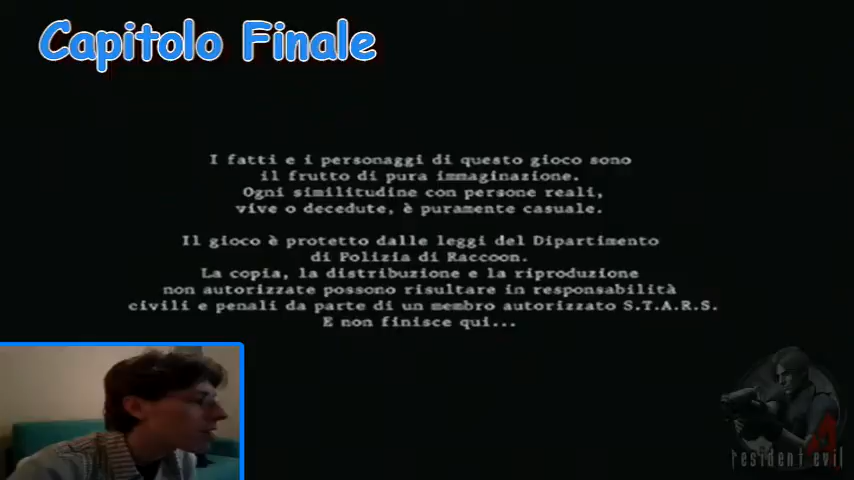 Capitolo Finale
I fatti e i personaggi di questo gioco sono
il frutto di pura immaginazione.
Ogni similitudine con persone reali,
vive o decedute, è puramente casuale.
Il gioco è protetto dalle leggi del Dipartimento
di Polizia di Raccoon.
La copia, la distribuzione e la riproduzione
non autorizzate possono risultare in responsabilità
civili e penali da parte di un membro autorizzato S.T.A.R.S.
E non finisce qui...
4
resident evil